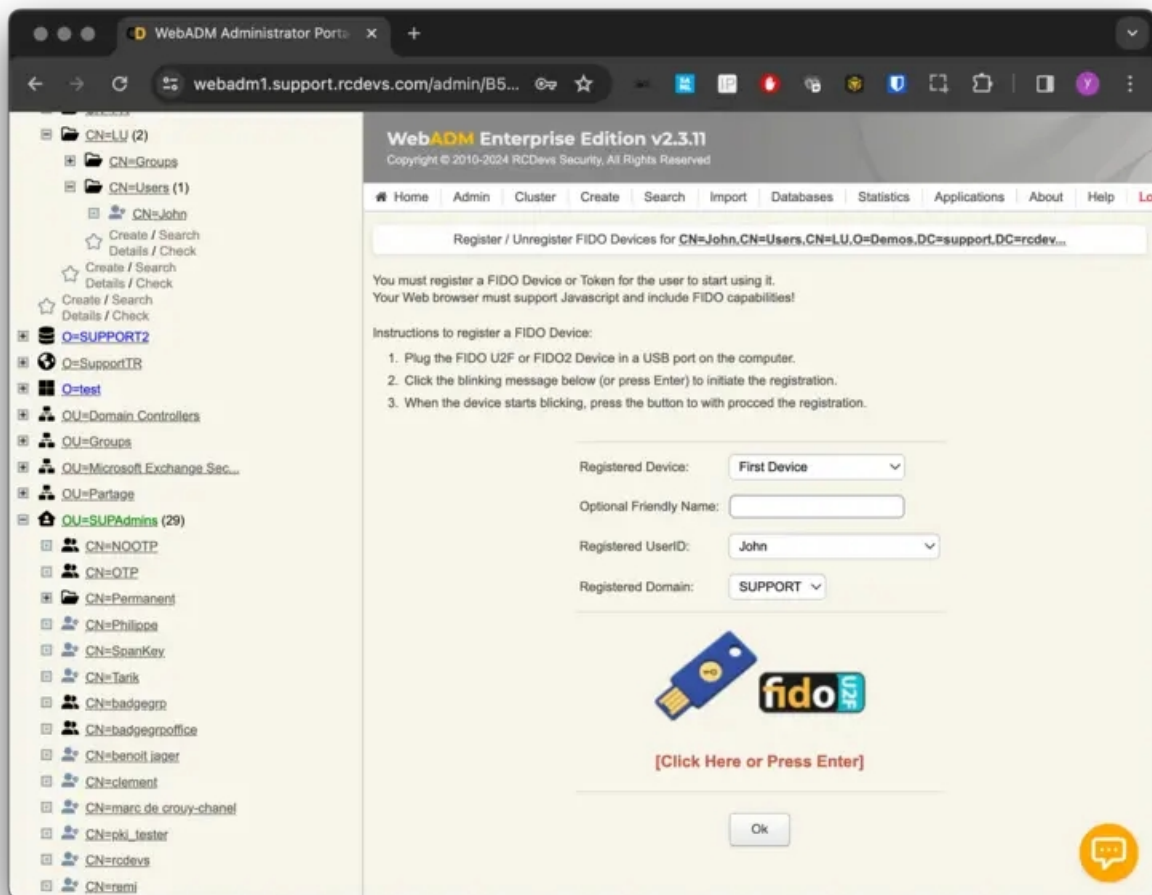 WebADM Administrator Porta
webadm1.support.rcdevs.com/admin/B5...
CN=LU (2)
CN=Groups
CN=Users (1)
CN=John
Create / Search
Details / Check
Create / Search
Details / Check
Create / Search
Details / Check
O=SUPPORT2
O=SupportTR
O=test
OU=Domain Controllers
OU=Groups
OU=Microsoft Exchange Sec...
OU=Partage
OU=SUPAdmins (29)
CN=NOOTP
CN=OTP
CN=Permanent
CN=Philippe
CN=SpanKey
CN=Tarik
CN=badgegrp
CN=badgegrpoffice
CN=benoit jager
CN=clement
CN=marc de crouy-chanel
CN=pki_tester
CN=rcdevs
CN=remi
WebADM Enterprise Edition v2.3.11
Copyright © 2010-2024 RCDevs Security, All Rights Reserved
Home Admin Cluster Create Search Import Databases Statistics Applications About Help Lo
Register / Unregister FIDO Devices for CN=John,CN=Users,CN=LU,O=Demos,DC=support,DC=rcdev...
You must register a FIDO Device or Token for the user to start using it.
Your Web browser must support Javascript and include FIDO capabilities!
Instructions to register a FIDO Device:
1. Plug the FIDO U2F or FIDO2 Device in a USB port on the computer.
2. Click the blinking message below (or press Enter) to initiate the registration.
3. When the device starts blicking, press the button to with procced the registration.
Registered Device: First Device
Optional Friendly Name:
Registered UserID: John
Registered Domain: SUPPORT
fido U2F
[Click Here or Press Enter]
Ok